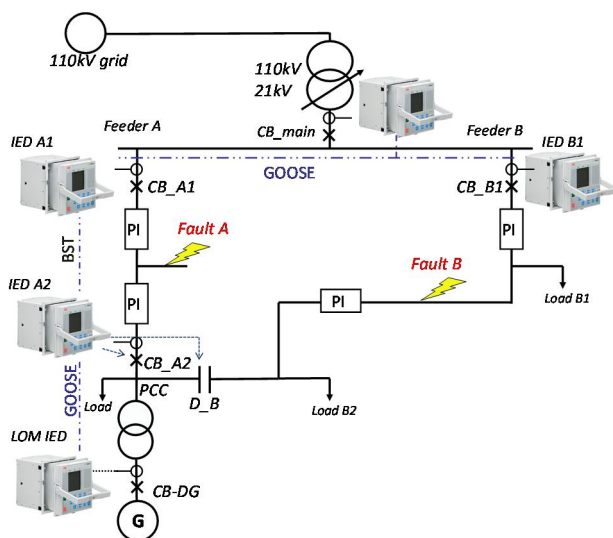 110kV grid
110kV
21kV
CB_main
IED A1
Feeder A
Feeder B
IED B1
GOOSE
CB_A1
CB_B1
PI
PI
Fault A
BST
Fault B
IED A2
PI
PI
Load B1
CB_A2
PCC
Load
D_B
Load B2
GOOSE
LOM IED
CB-DG
G